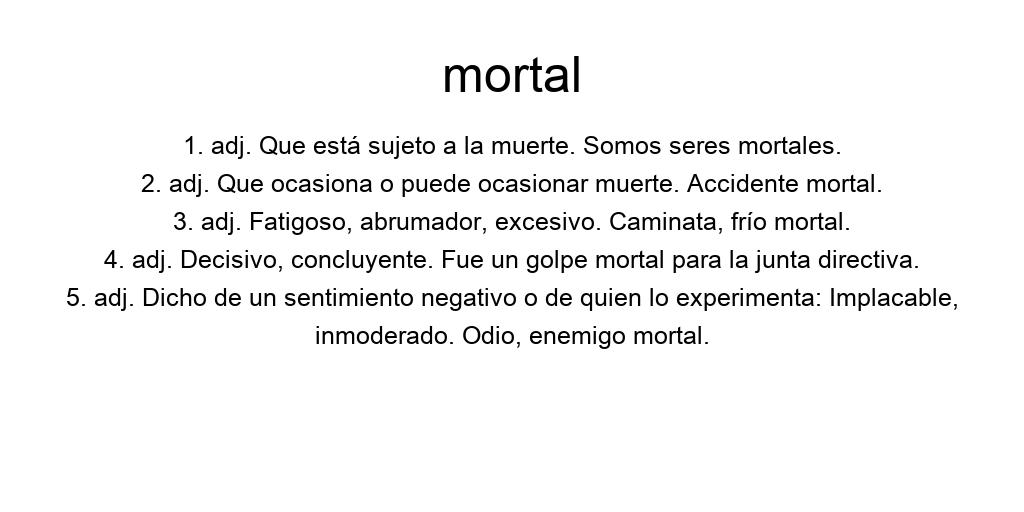 mortal
1. adj. Que está sujeto a la muerte. Somos seres mortales.
2. adj. Que ocasiona o puede ocasionar muerte. Accidente mortal.
3. adj. Fatigoso, abrumador, excesivo. Caminata, frío mortal.
4. adj. Decisivo, concluyente. Fue un golpe mortal para la junta directiva.
5. adj. Dicho de un sentimiento negativo o de quien lo experimenta: Implacable,
inmoderado. Odio, enemigo mortal.